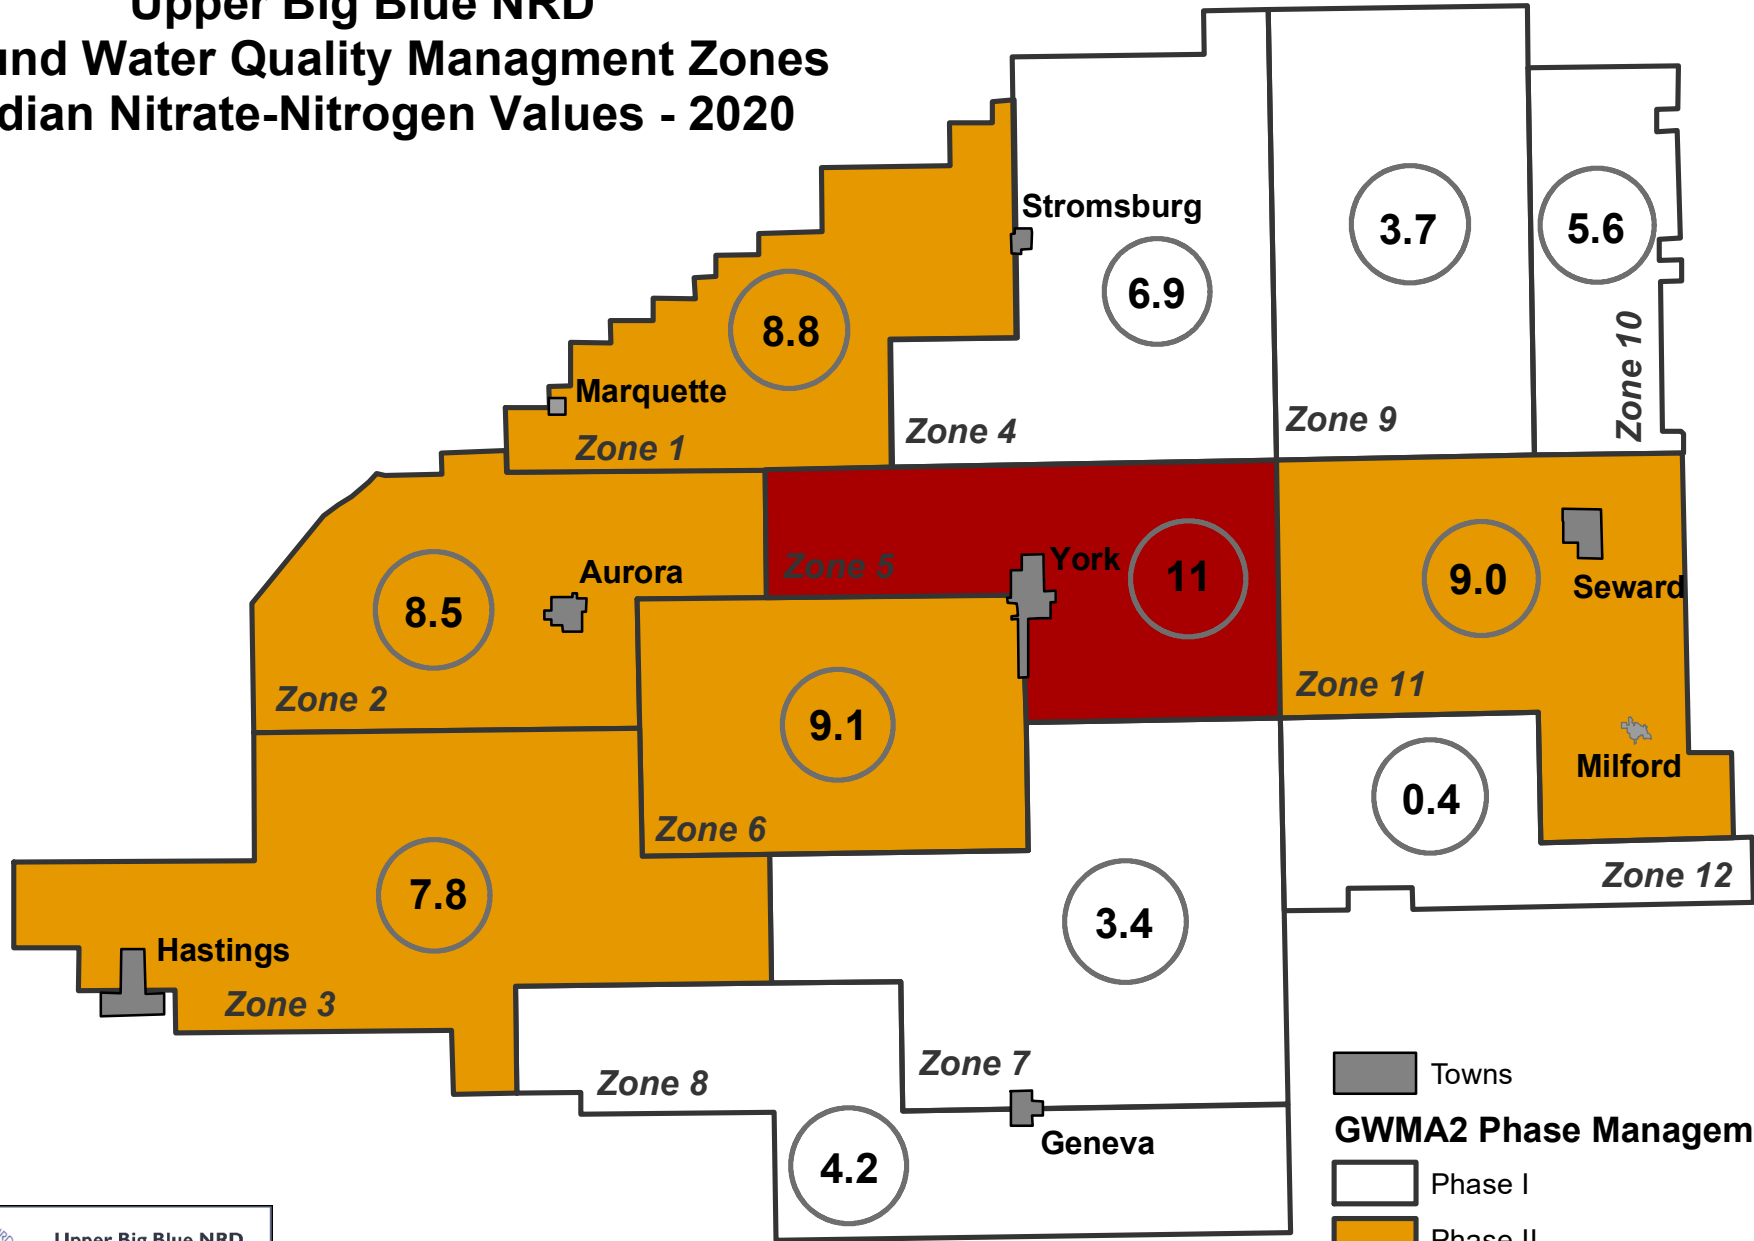 Upper Big Blue NRD
und Water Quality Managment Zones
dian Nitrate-Nitrogen Values - 2020
Stromsburg
3.7
5.6
6.9
8.8
Zone 10
Marquette
Zone 9
Zone 4
Zone 1
York
Zone 5
11
Aurora
9.0
Seward
8.5
Zone 11
Zone 2
9.1
Milford
0.4
Zone 6
Zone 12
7.8
3.4
Hastings
Zone 3
Zone 7
Zone 8
Towns
GWMA2 Phase Managem
Geneva
4.2
Phase I
Phase II
Upper Big Blue NRD